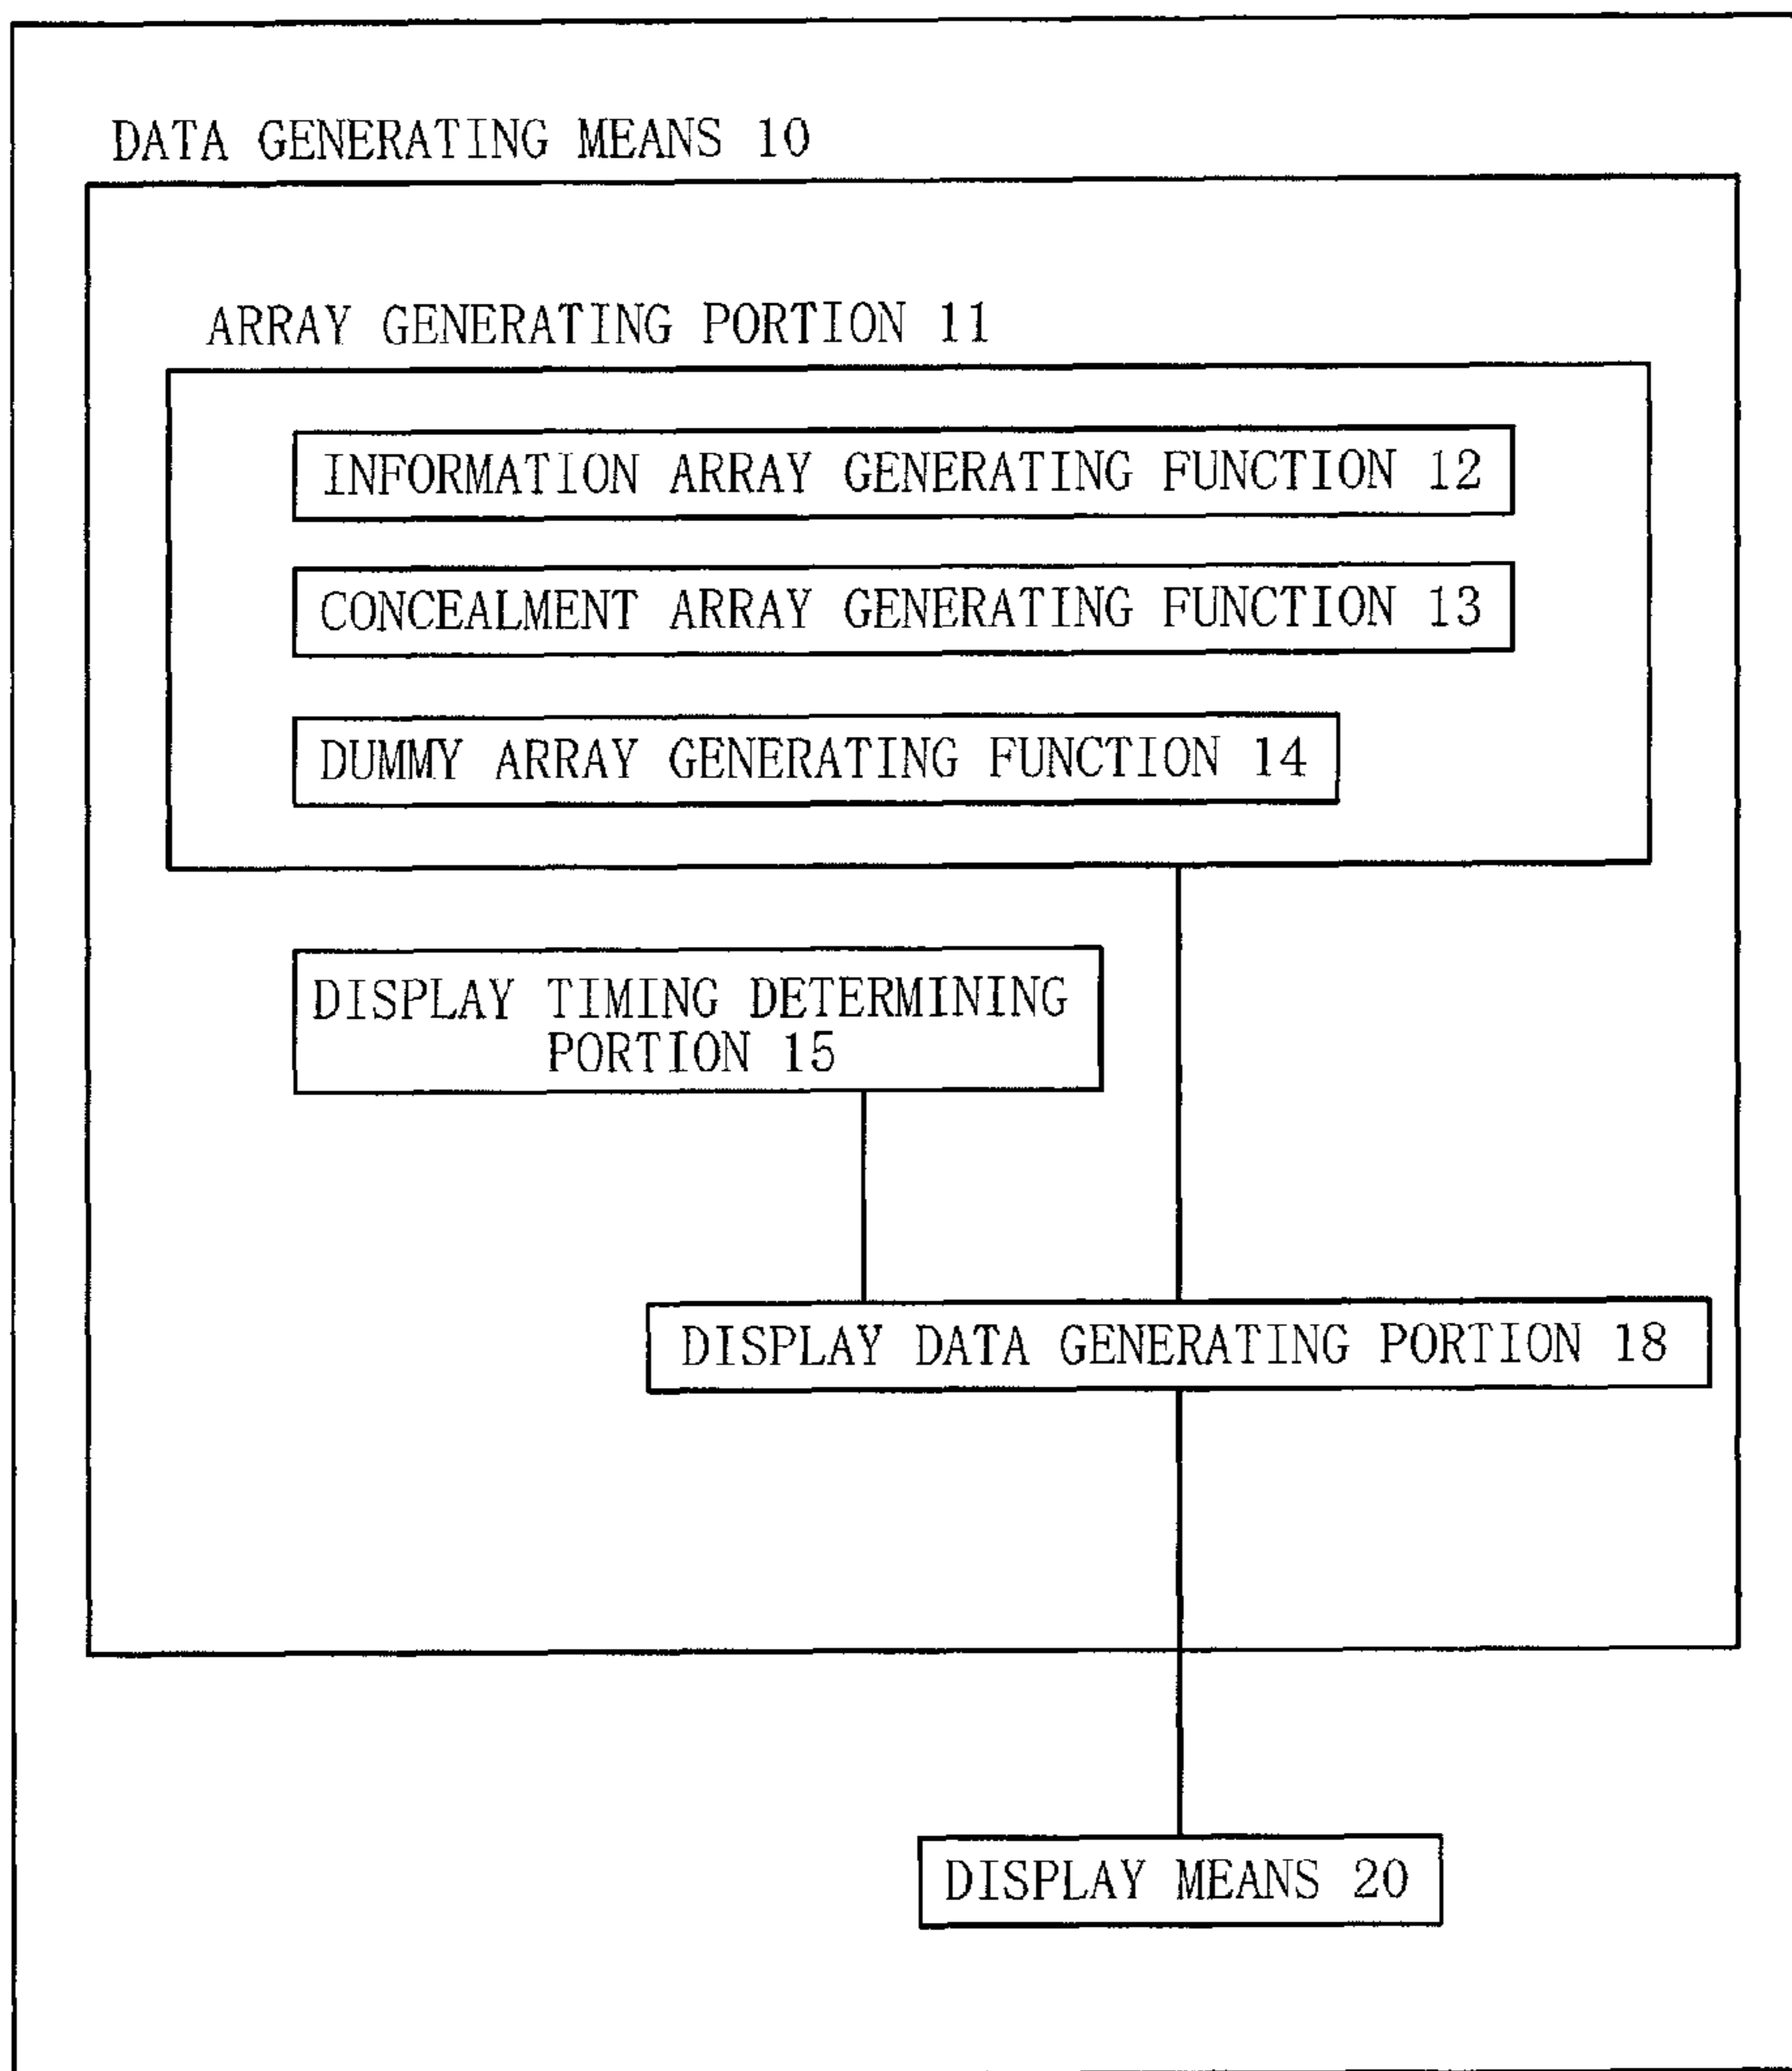 DATA GENERATING MEANS 10
ARRAY GENERATING PORTION 11
INFORMATION ARRAY GENERATING FUNCTION 12
CONCEALMENT ARRAY GENERATING FUNCTION 13
DUMMY ARRAY GENERATING FUNCTION 14
DISPLAY TIMING DETERMINING
PORTION 15
DISPLAY DATA GENERATING PORTION 18
DISPLAY MEANS 20